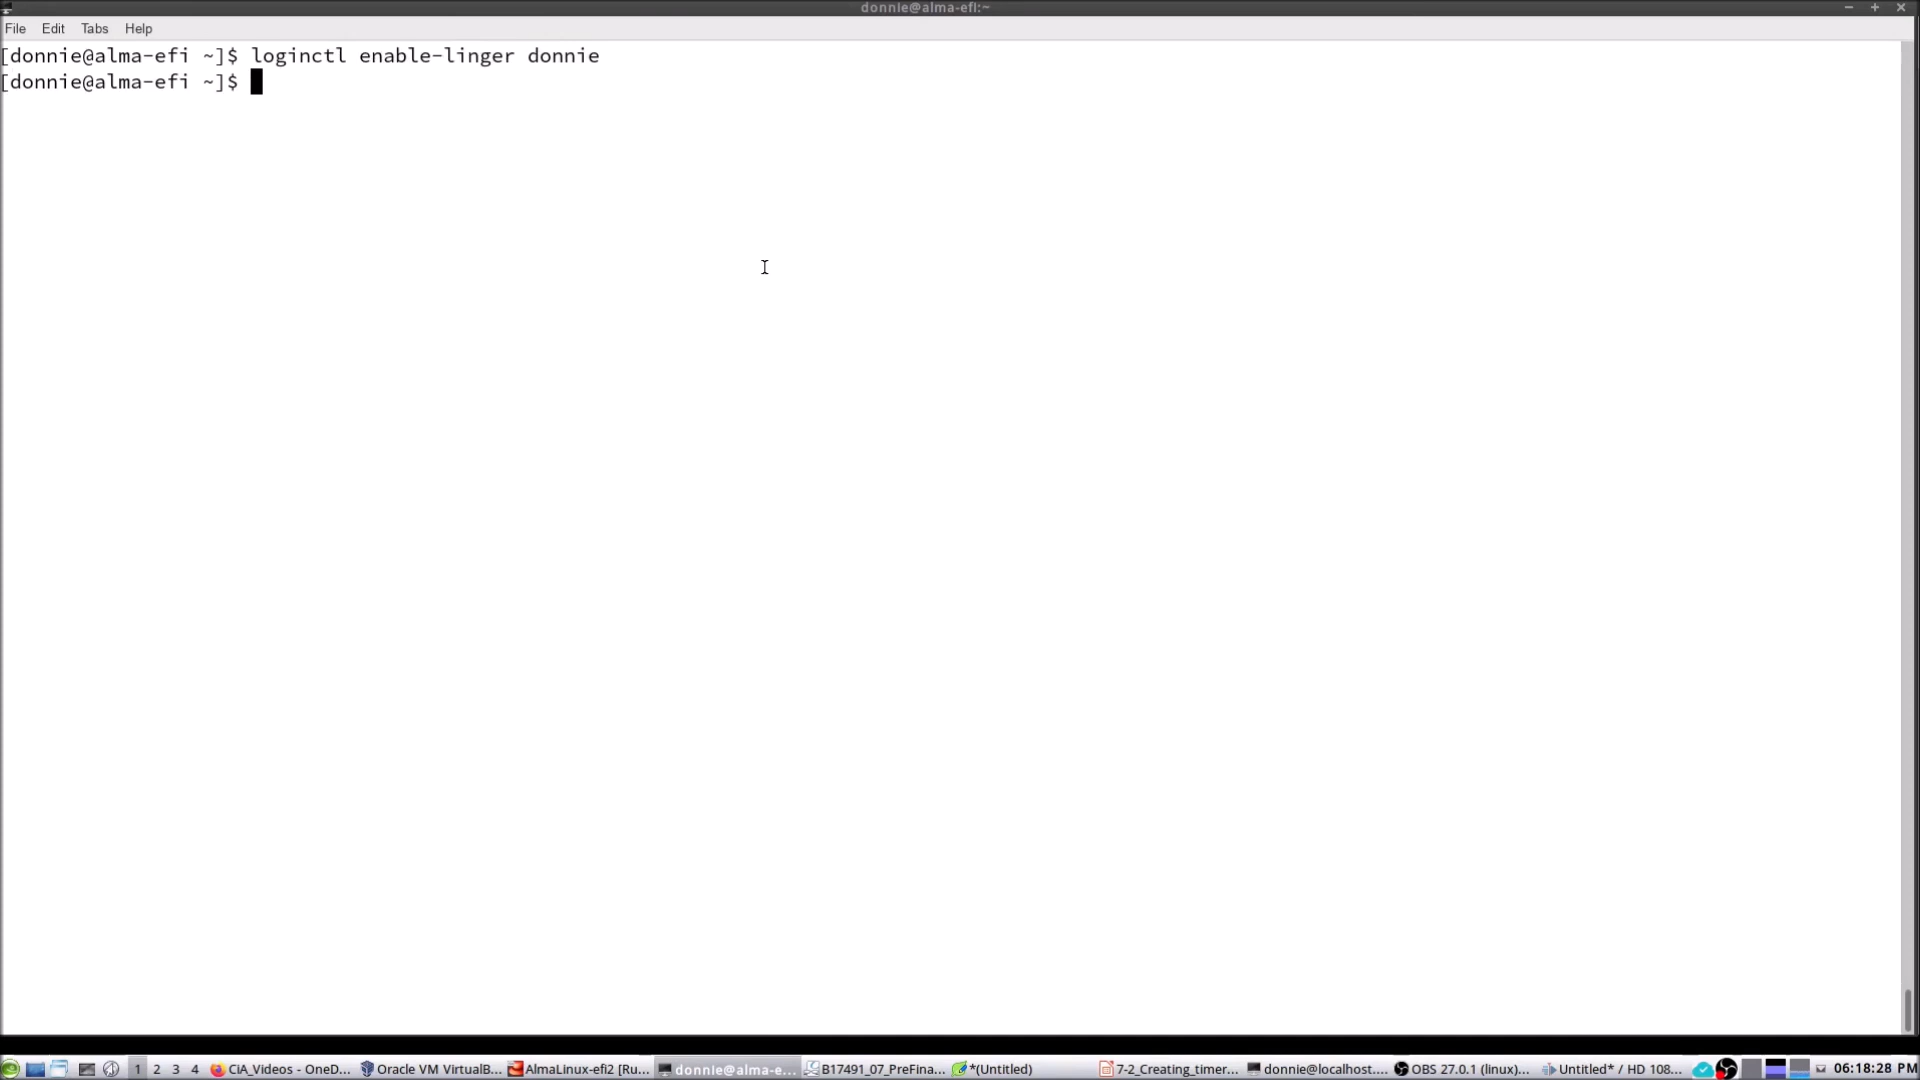 donnie@alma-efi:~
File Edit Tabs Help
[donnie@alma-efi ~]$ loginctl enable-linger donnie
[donnie@alma-efi ~]$
1 2 3 4 CiA_Videos - OneD... Oracle VM VirtualB... AlmaLinux-efi2 [Ru... donnie@alma-e... B17491_07_PreFina... *(Untitled) 7-2_Creating_timer... donnie@localhost.... OBS 27.0.1 (linux)... Untitled* / HD 108... 06:18:28 PM